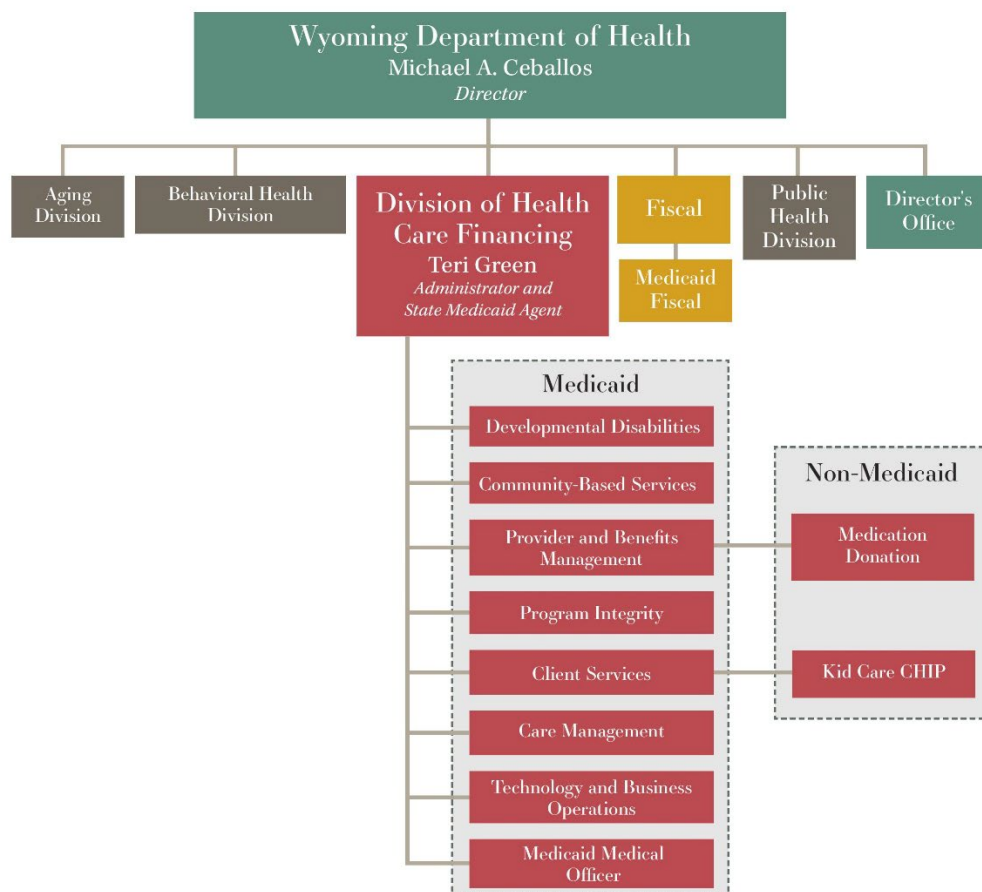 Wyoming Department of Health
Michael A. Ceballos
Director
Aging
Division
Behavioral Health
Division
Division of Health
Care Financing
Teri Green
Administrator and
State Medicaid Agent
Fiscal
Medicaid
Fiscal
Public
Health
Division
Director's
Office
Medicaid
Developmental Disabilities
Community-Based Services
Provider and Benefits
Management
Program Integrity
Client Services
Care Management
Technology and Business
Operations
Medicaid Medical
Officer
Non-Medicaid
Medication
Donation
Kid Care CHIP